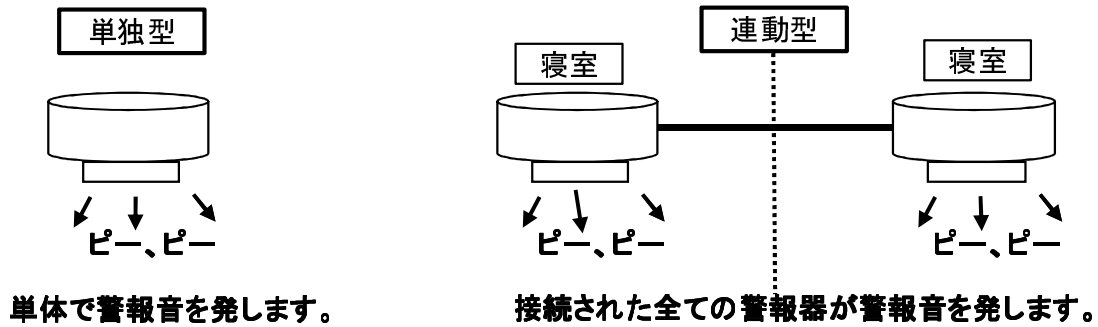 単独型
連動型
寝室
寝室
ピー、ピー
ピー、ピー
ピー、ピー
単体で警報音を発します。
接続された全ての警報器が警報音を発します。